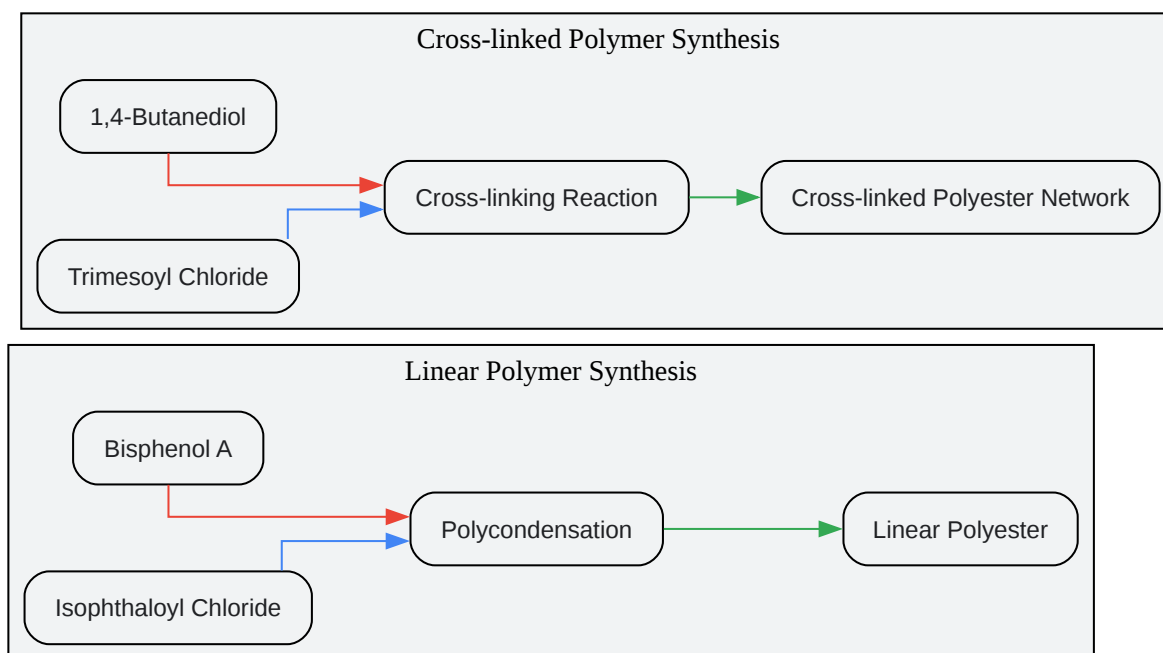 Cross-linked Polymer Synthesis
1,4-Butanediol
Cross-linking Reaction
Cross-linked Polyester Network
Trimesoyl Chloride
Linear Polymer Synthesis
Bisphenol A
Polycondensation
Linear Polyester
Isophthaloyl Chloride